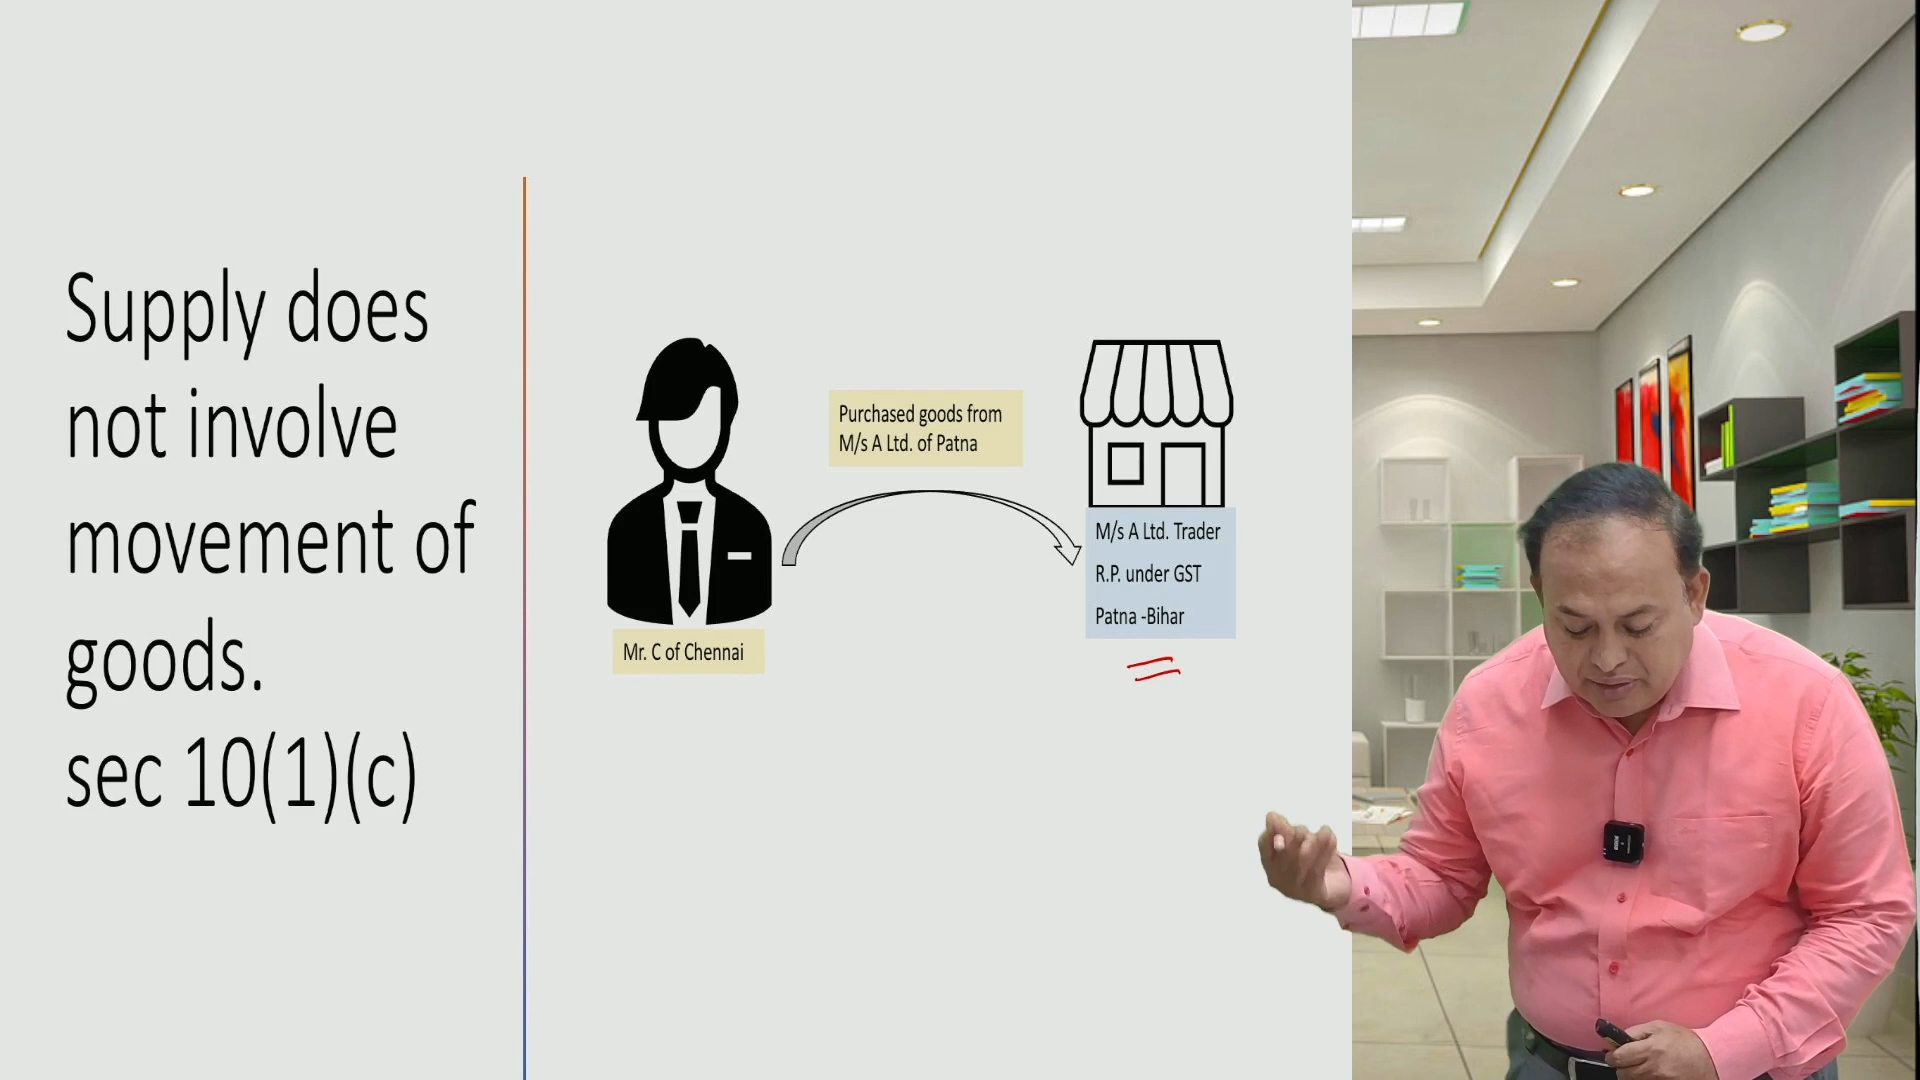 Supply does
not involve
movement of
goods.
sec 10(1)(c)
Purchased goods from
M/s A Ltd. of Patna
M/s A Ltd. Trader
R.P. under GST
Patna -Bihar
Mr. C of Chennai